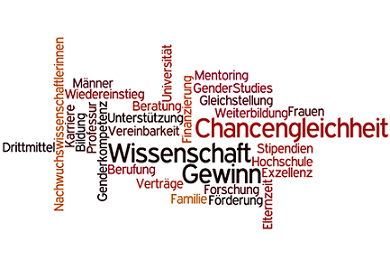 Nachwuchswissenschaftlerinnen
Universität
Männer
Mentoring
Wiedereinstieg
GenderStudies
Karriere
Bildung
Professur
Genderkompetenz
Beratung
Finanzierung
Gleichstellung
Unterstützung
Weiterbildung
Frauen
Vereinbarkeit
Chancengleichheit
Drittmittel
Wissenschaft
Stipendien
Hochschule
Berufung
Gewinn
Exzellenz
Verträge
Forschung
Elternzeit
Familie
Förderung